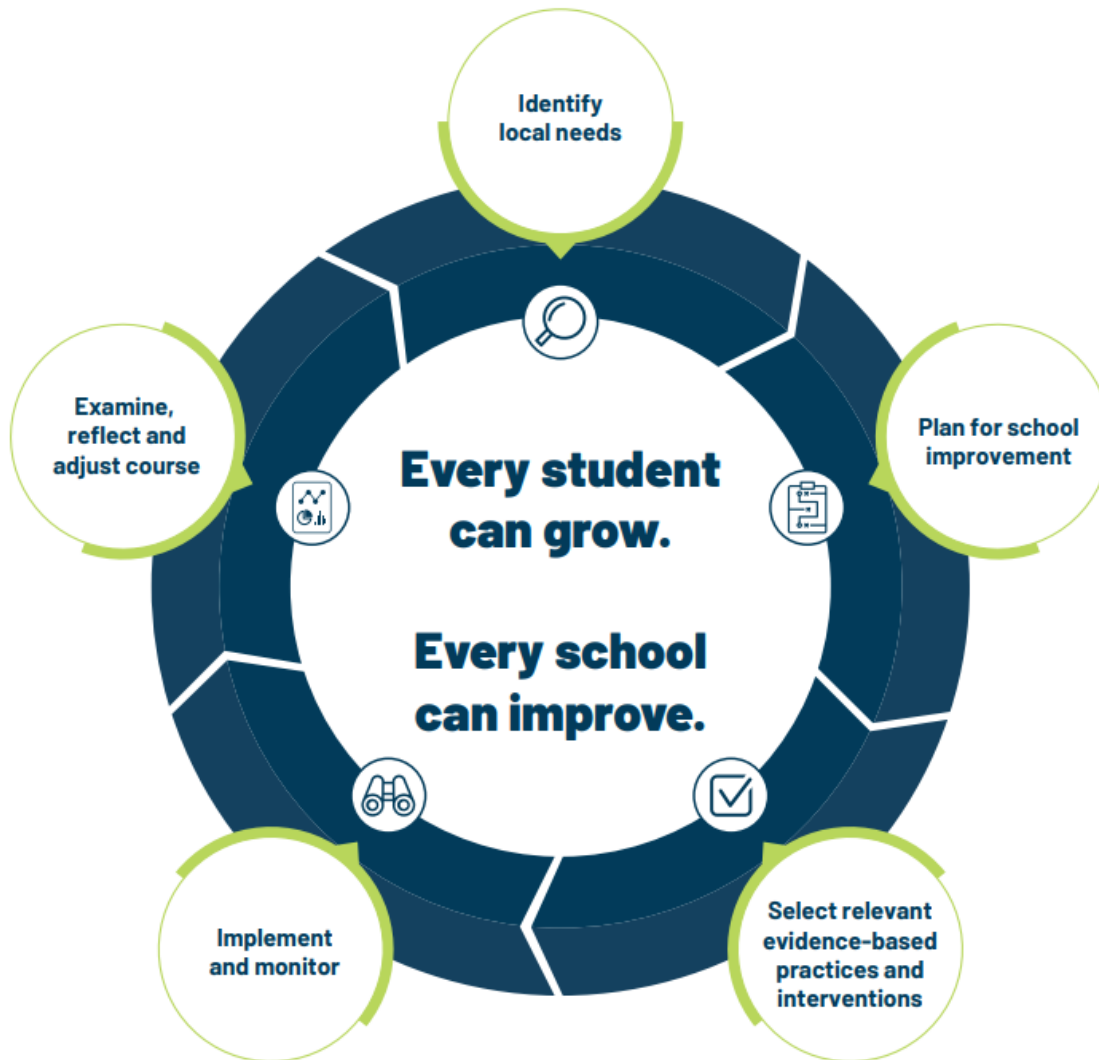 Identify
local needs
Plan for school
improvement
Select relevant
evidence-based
practices and
interventions
Implement
and monitor
Examine,
reflect and
adjust course
Every student
can grow.
Every school
can improve.